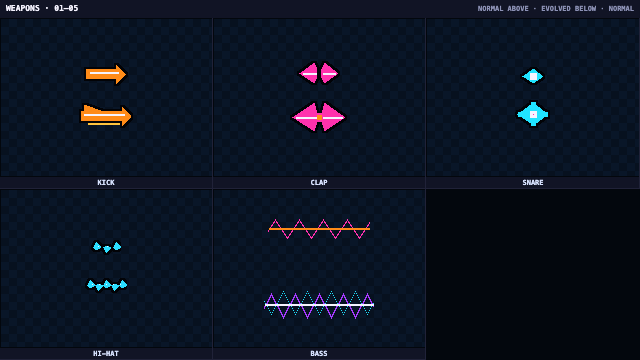 WEAPONS · 01—05
NORMAL ABOVE · EVOLVED BELOW · NORMAL
KICK
CLAP
SNARE
HI-HAT
BASS